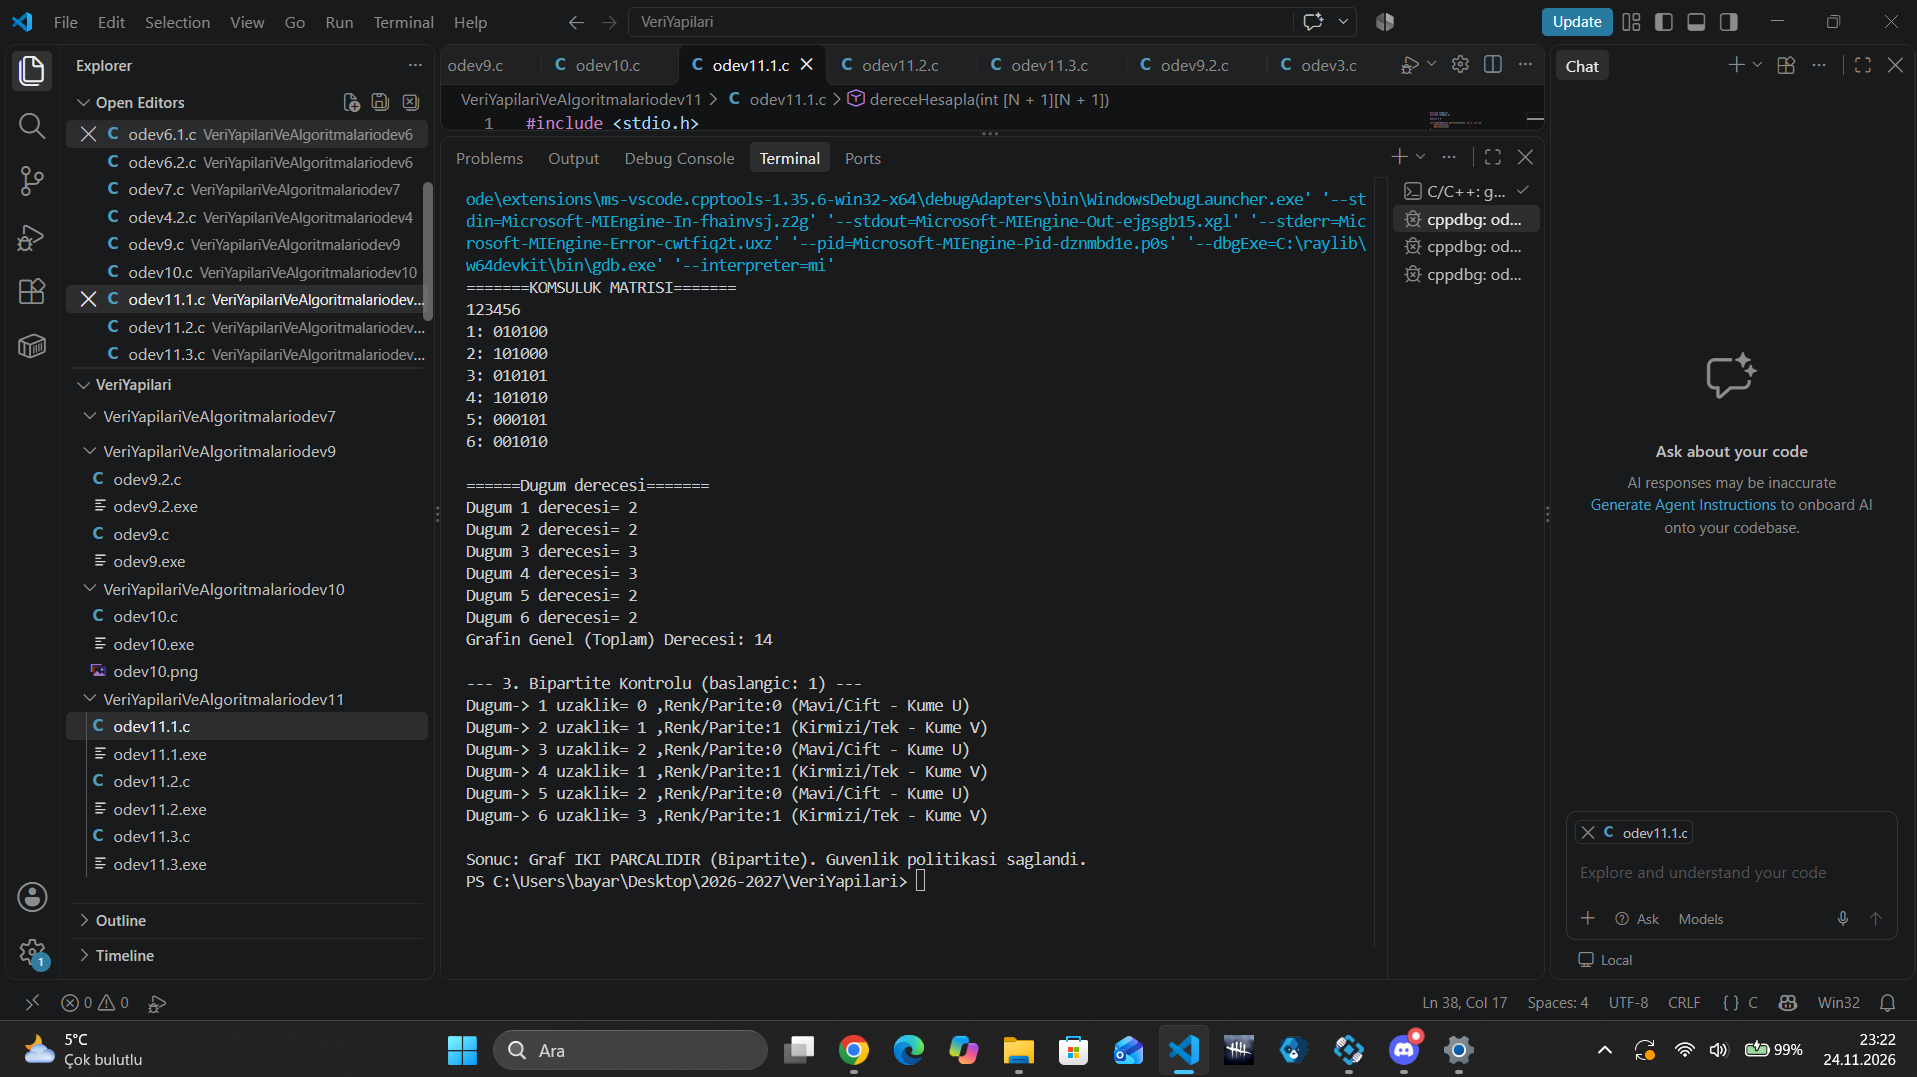 File Edit Selection View Go Run Terminal Help
VeriYapilari
Update
Explorer
Open Editors
odev6.1.c VeriYapilariVeAlgoritmalariodev6
odev6.2.c VeriYapilariVeAlgoritmalariodev6
odev7.c VeriYapilariVeAlgoritmalariodev7
odev4.2.c VeriYapilariVeAlgoritmalariodev4
odev9.c VeriYapilariVeAlgoritmalariodev9
odev10.c VeriYapilariVeAlgoritmalariodev10
odev11.1.c VeriYapilariVeAlgoritmalariodev...
odev11.2.c VeriYapilariVeAlgoritmalariodev...
odev11.3.c VeriYapilariVeAlgoritmalariodev...
VeriYapilari
VeriYapilariVeAlgoritmalariodev7
VeriYapilariVeAlgoritmalariodev9
odev9.2.c
odev9.2.exe
odev9.c
odev9.exe
VeriYapilariVeAlgoritmalariodev10
odev10.c
odev10.exe
odev10.png
VeriYapilariVeAlgoritmalariodev11
odev11.1.c
odev11.1.exe
odev11.2.c
odev11.2.exe
odev11.3.c
odev11.3.exe
Outline
Timeline
odev9.c odev10.c odev11.1.c odev11.2.c odev11.3.c odev9.2.c odev3.c
VeriYapilariVeAlgoritmalariodev11 > odev11.1.c > dereceHesapla(int [N + 1][N + 1])
1 #include <stdio.h>
Problems Output Debug Console Terminal Ports
ode\extensions\ms-vscode.cpptools-1.35.6-win32-x64\debugAdapters\bin\WindowsDebugLauncher.exe' '--st
din=Microsoft-MIEngine-In-fhainvsj.z2g' '--stdout=Microsoft-MIEngine-Out-ejgsgb15.xgl' '--stderr=Mic
rosoft-MIEngine-Error-cwtfiq2t.uxz' '--pid=Microsoft-MIEngine-Pid-dznmbd1e.p0s' '--dbgExe=C:\raylib\
w64devkit\bin\gdb.exe' '--interpreter=mi'
=======KOMSULUK MATRISI=======
123456
1: 010100
2: 101000
3: 010101
4: 101010
5: 000101
6: 001010
======Dugum derecesi=======
Dugum 1 derecesi= 2
Dugum 2 derecesi= 2
Dugum 3 derecesi= 3
Dugum 4 derecesi= 3
Dugum 5 derecesi= 2
Dugum 6 derecesi= 2
Grafin Genel (Toplam) Derecesi: 14
--- 3. Bipartite Kontrolu (baslangic: 1) ---
Dugum-> 1 uzaklik= 0 ,Renk/Parite:0 (Mavi/Cift - Kume U)
Dugum-> 2 uzaklik= 1 ,Renk/Parite:1 (Kirmizi/Tek - Kume V)
Dugum-> 3 uzaklik= 2 ,Renk/Parite:0 (Mavi/Cift - Kume U)
Dugum-> 4 uzaklik= 1 ,Renk/Parite:1 (Kirmizi/Tek - Kume V)
Dugum-> 5 uzaklik= 2 ,Renk/Parite:0 (Mavi/Cift - Kume U)
Dugum-> 6 uzaklik= 3 ,Renk/Parite:1 (Kirmizi/Tek - Kume V)
Sonuc: Graf IKI PARCALIDIR (Bipartite). Guvenlik politikasi saglandi.
PS C:\Users\bayar\Desktop\2026-2027\VeriYapilari>
C/C++: g...
cppdbg: od...
cppdbg: od...
cppdbg: od...
Chat
Ask about your code
AI responses may be inaccurate
Generate Agent Instructions to onboard AI
onto your codebase.
odev11.1.c
Explore and understand your code
Ask Models
Local
1
0 0
Ln 38, Col 17 Spaces: 4 UTF-8 CRLF { } C Win32
5°C
Çok bulutlu
Ara
99%
23:22
24.11.2026